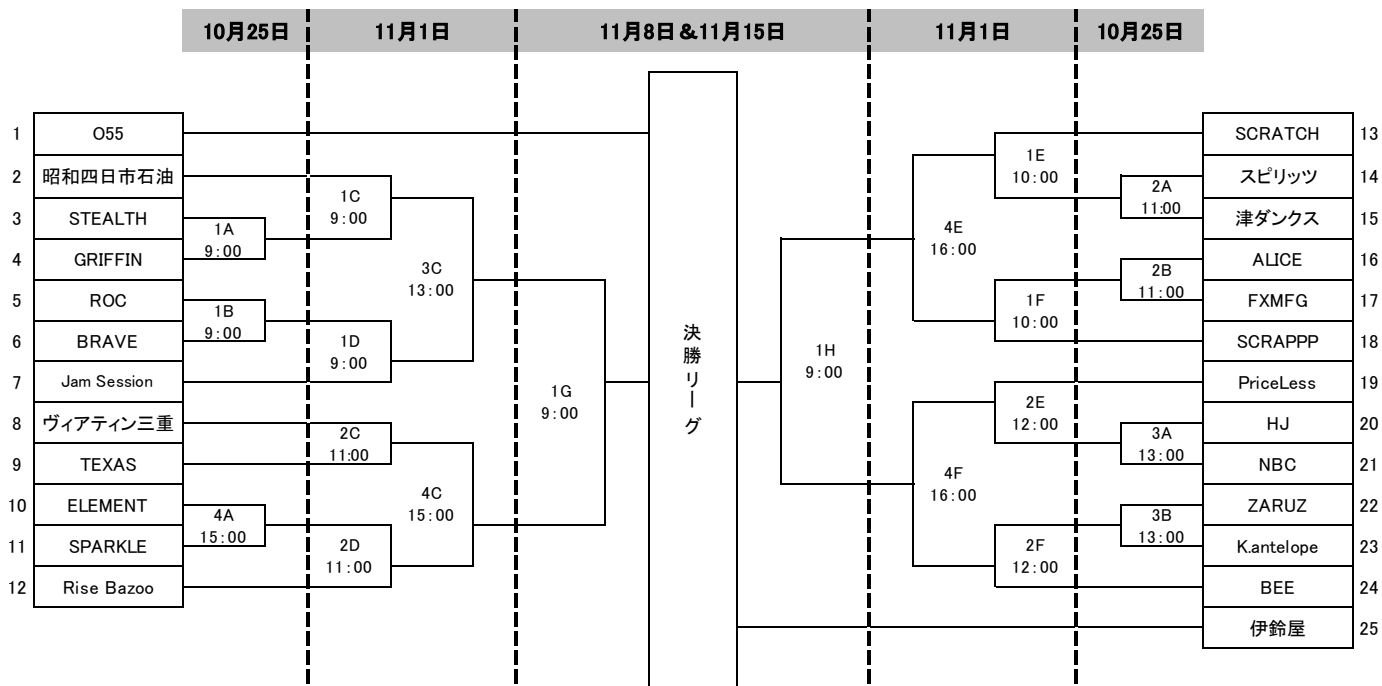 10月25日 11月1日 11月8日&11月15日 11月1日 10月25日
1 O55
2 昭和四日市石油
3 STEALTH
4 GRIFFIN
5 ROC
6 BRAVE
7 Jam Session
8 ヴィアティン三重
9 TEXAS
10 ELEMENT
11 SPARKLE
12 Rise Bazoo
1A
9:00
1B
9:00
4A
15:00
1C
9:00
1D
9:00
2C
11:00
2D
11:00
3C
13:00
4C
15:00
1G
9:00
決勝リーグ
1H
9:00
4E
16:00
4F
16:00
1E
10:00
1F
10:00
2E
12:00
2F
12:00
2A
11:00
2B
11:00
3A
13:00
3B
13:00
SCRATCH 13
スピリッツ 14
津ダンクス 15
ALICE 16
FXMFG 17
SCRAPPP 18
PriceLess 19
HJ 20
NBC 21
ZARUZ 22
K.antelope 23
BEE 24
伊鈴屋 25